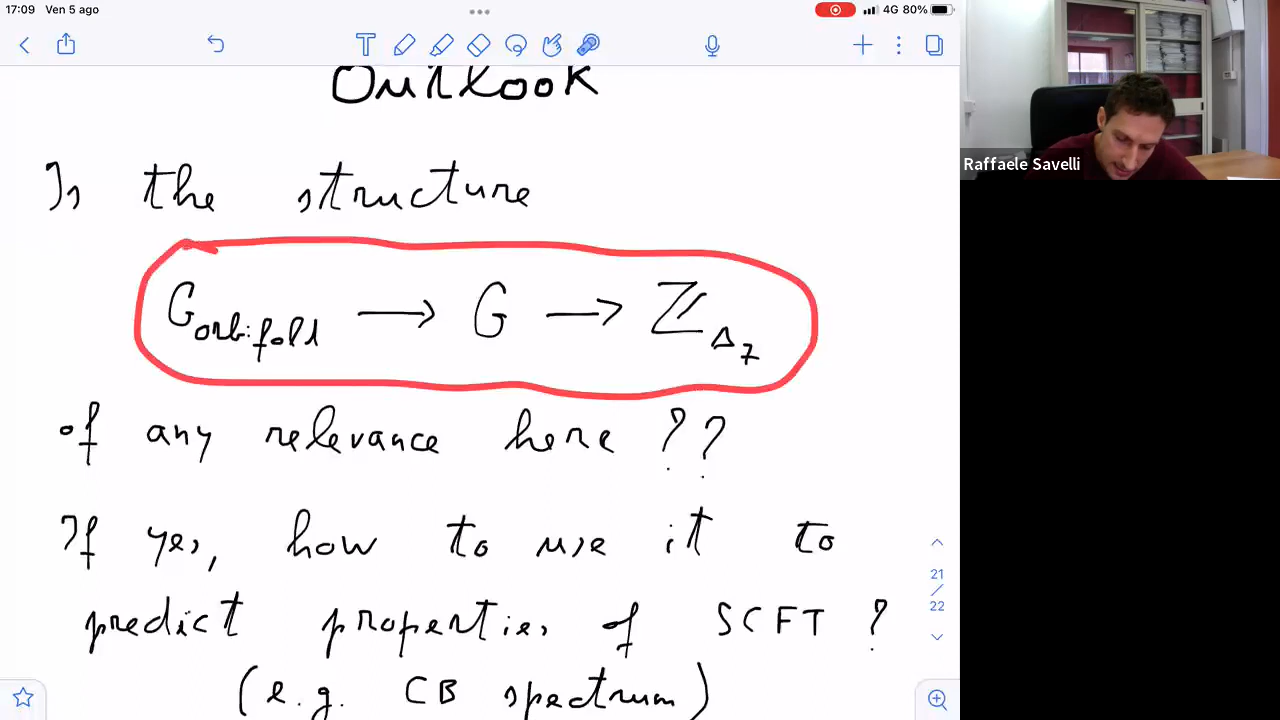 17:09 Ven 5 ago
4G 80%
Outlook
Is the structure
G_orbifold → G → ℤ_Δ₇
of any relevance here ??
If yes, how to use it to
predict properties of SCFT ?
(e.g. CB spectrum)
21
/
22
Raffaele Savelli